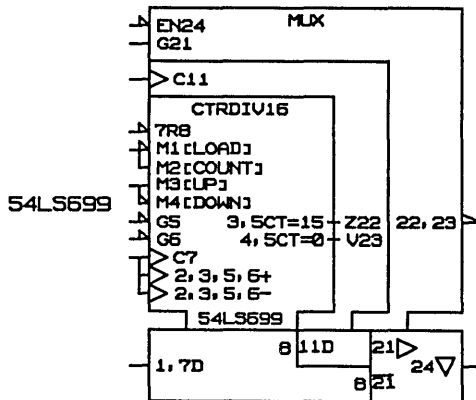 MUX
EN24
G21
C11
CTRDIV16
7R8
M1[LOAD]
M2[COUNT]
M3[UP]
M4[DOWN]
54LS699
G5 3,5CT=15 Z22 22,23
G6 4,5CT=0 V23
C7
2,3,5,6+
2,3,5,6-
54LS699
8 11D 21
1,7D 24
8 21